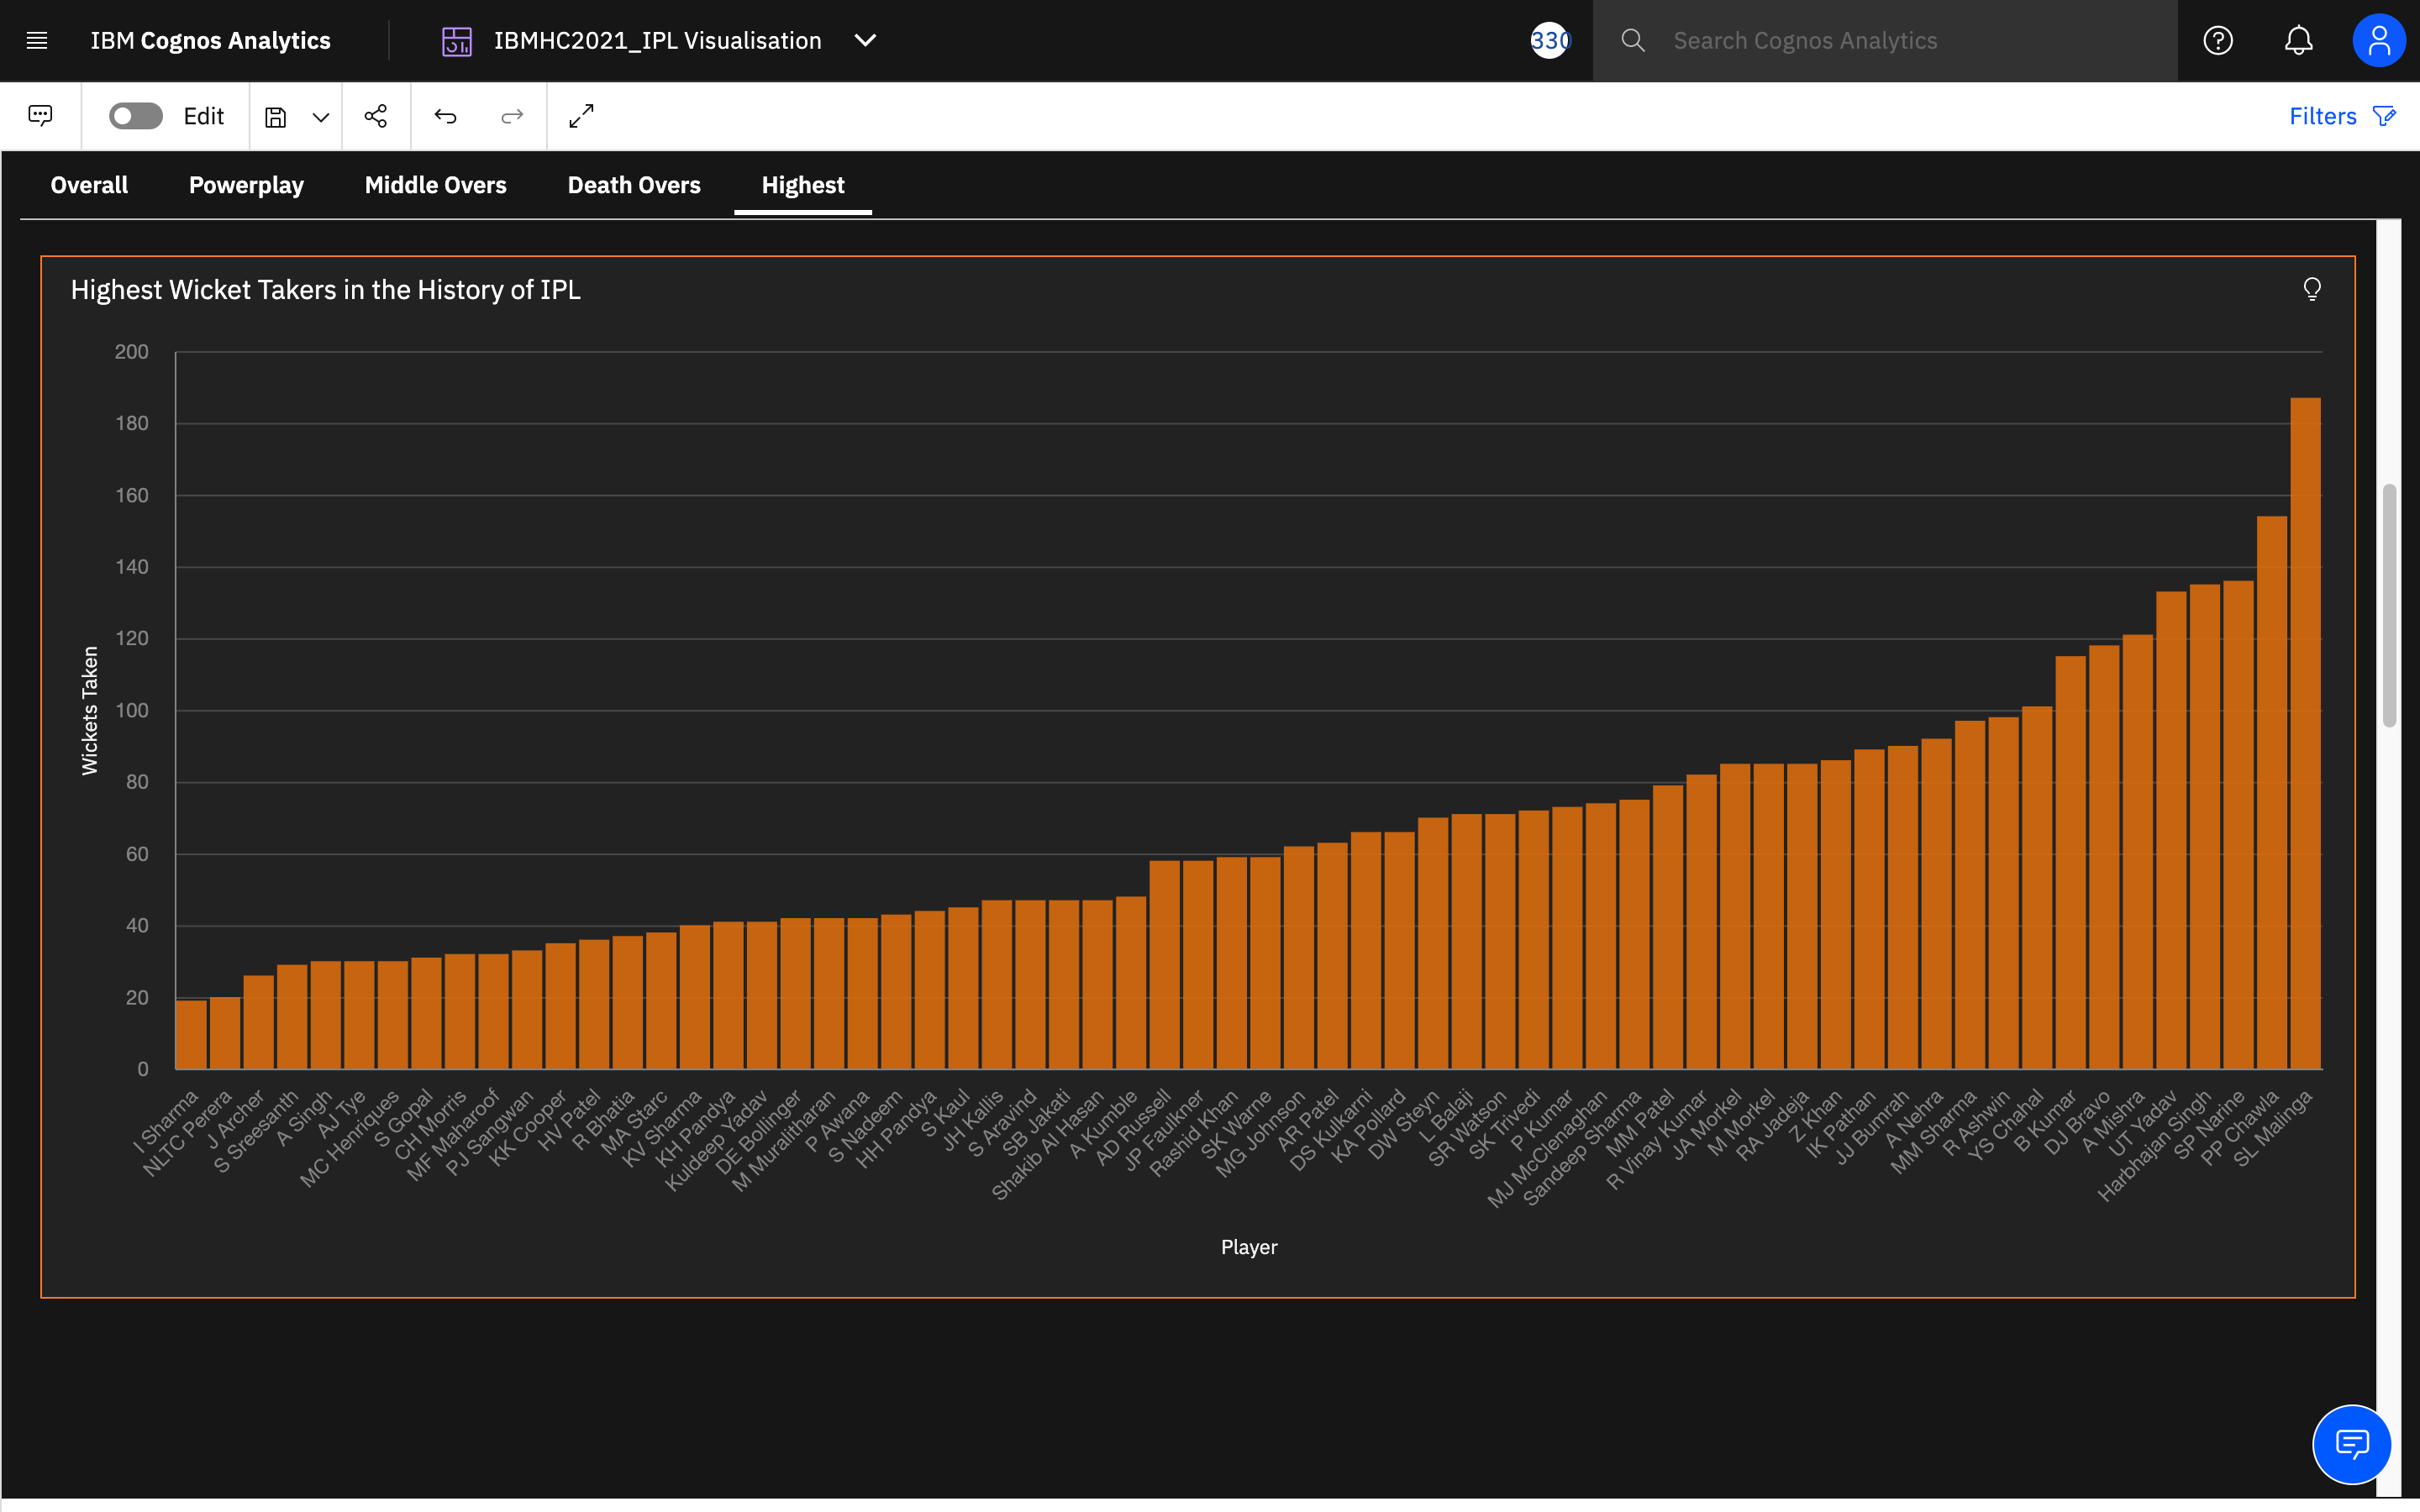 IBM Cognos Analytics
IBMHC2021_IPL Visualisation
330
Search Cognos Analytics
Edit
Filters
Overall
Powerplay
Middle Overs
Death Overs
Highest
Highest Wicket Takers in the History of IPL
200
180
160
140
120
100
80
60
40
20
0
Wickets Taken
I Sharma
NLTC Perera
J Archer
S Sreesanth
A Singh
AJ Tye
MC Henriques
S Gopal
CH Morris
MF Maharoof
PJ Sangwan
KK Cooper
HV Patel
R Bhatia
MA Starc
KV Sharma
KH Pandya
Kuldeep Yadav
DE Bollinger
M Muralitharan
P Awana
S Nadeem
HH Pandya
S Kaul
JH Kallis
S Aravind
SB Jakati
Shakib Al Hasan
A Kumble
AD Russell
JP Faulkner
Rashid Khan
SK Warne
MG Johnson
AR Patel
DS Kulkarni
KA Pollard
DW Steyn
L Balaji
SR Watson
SK Trivedi
P Kumar
MJ McClenaghan
Sandeep Sharma
MM Patel
R Vinay Kumar
JA Morkel
M Morkel
RA Jadeja
Z Khan
IK Pathan
JJ Bumrah
A Nehra
MM Sharma
R Ashwin
YS Chahal
B Kumar
DJ Bravo
A Mishra
UT Yadav
Harbhajan Singh
SP Narine
PP Chawla
SL Malinga
Player